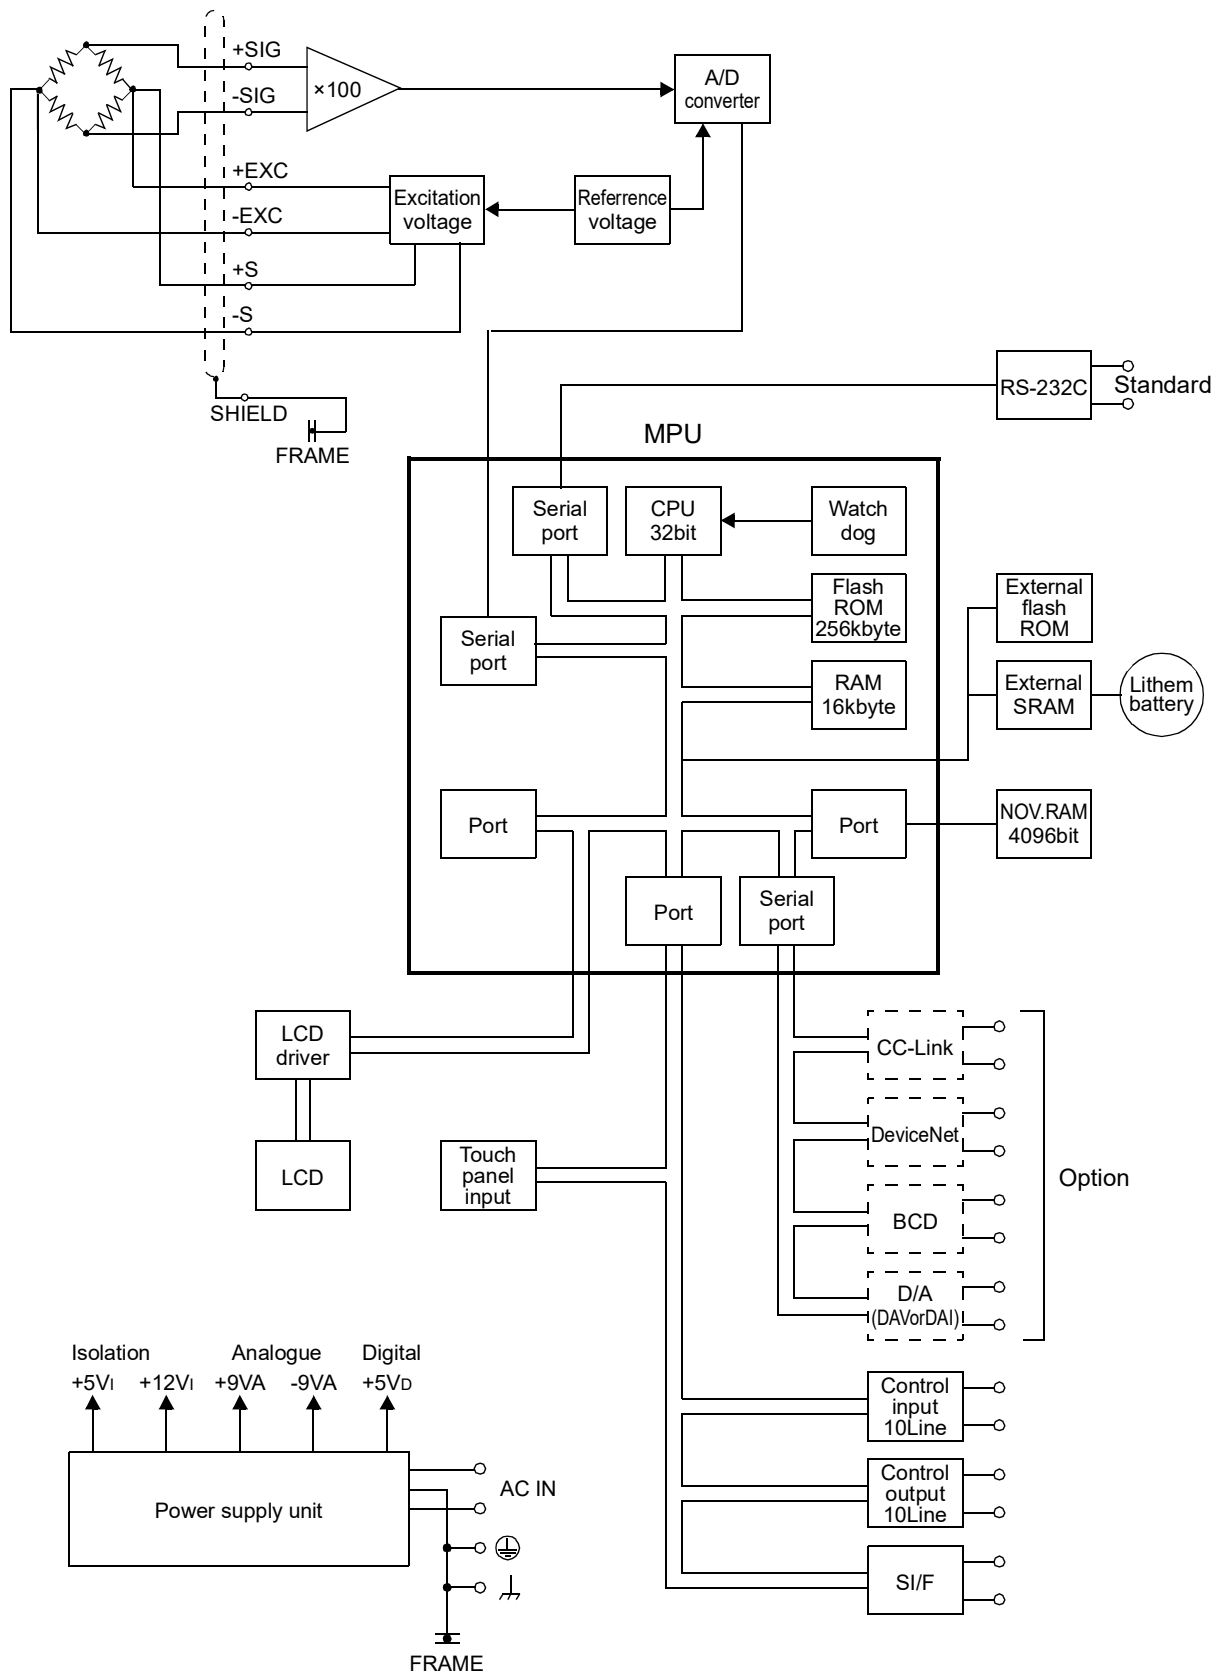 +SIG
-SIG
×100
A/D
converter
+EXC
-EXC
Excitation
voltage
Referrence
voltage
+S
-S
SHIELD
FRAME
RS-232C
Standard
MPU
Serial
port
CPU
32bit
Watch
dog
Flash
ROM
256kbyte
External
flash
ROM
Serial
port
RAM
16kbyte
External
SRAM
Lithem
battery
Port
Port
NOV.RAM
4096bit
Port
Serial
port
LCD
driver
CC-Link
DeviceNet
LCD
Touch
panel
input
Option
BCD
D/A
(DAVorDAI)
Isolation
Analogue
Digital
+5VI
+12VI
+9VA
-9VA
+5VD
Control
input
10Line
Power supply unit
AC IN
Control
output
10Line
SI/F
FRAME